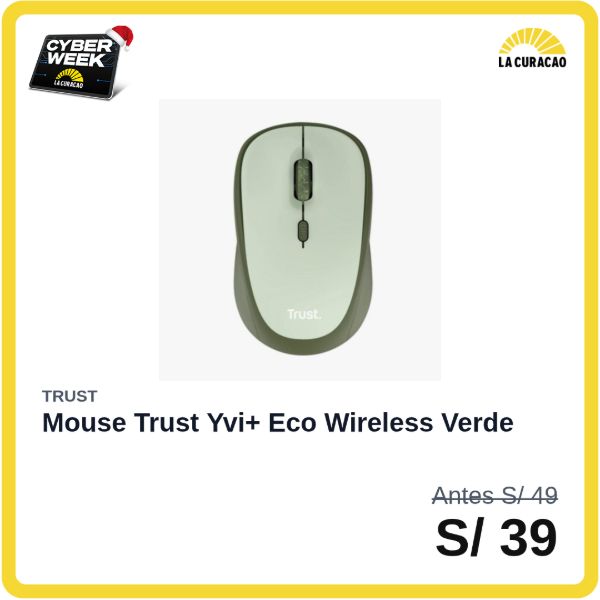 CYBER
WEEK
LA CURACAO
LA CURACAO
Trust.
TRUST
Mouse Trust Yvi+ Eco Wireless Verde
Antes S/ 49
S/ 39